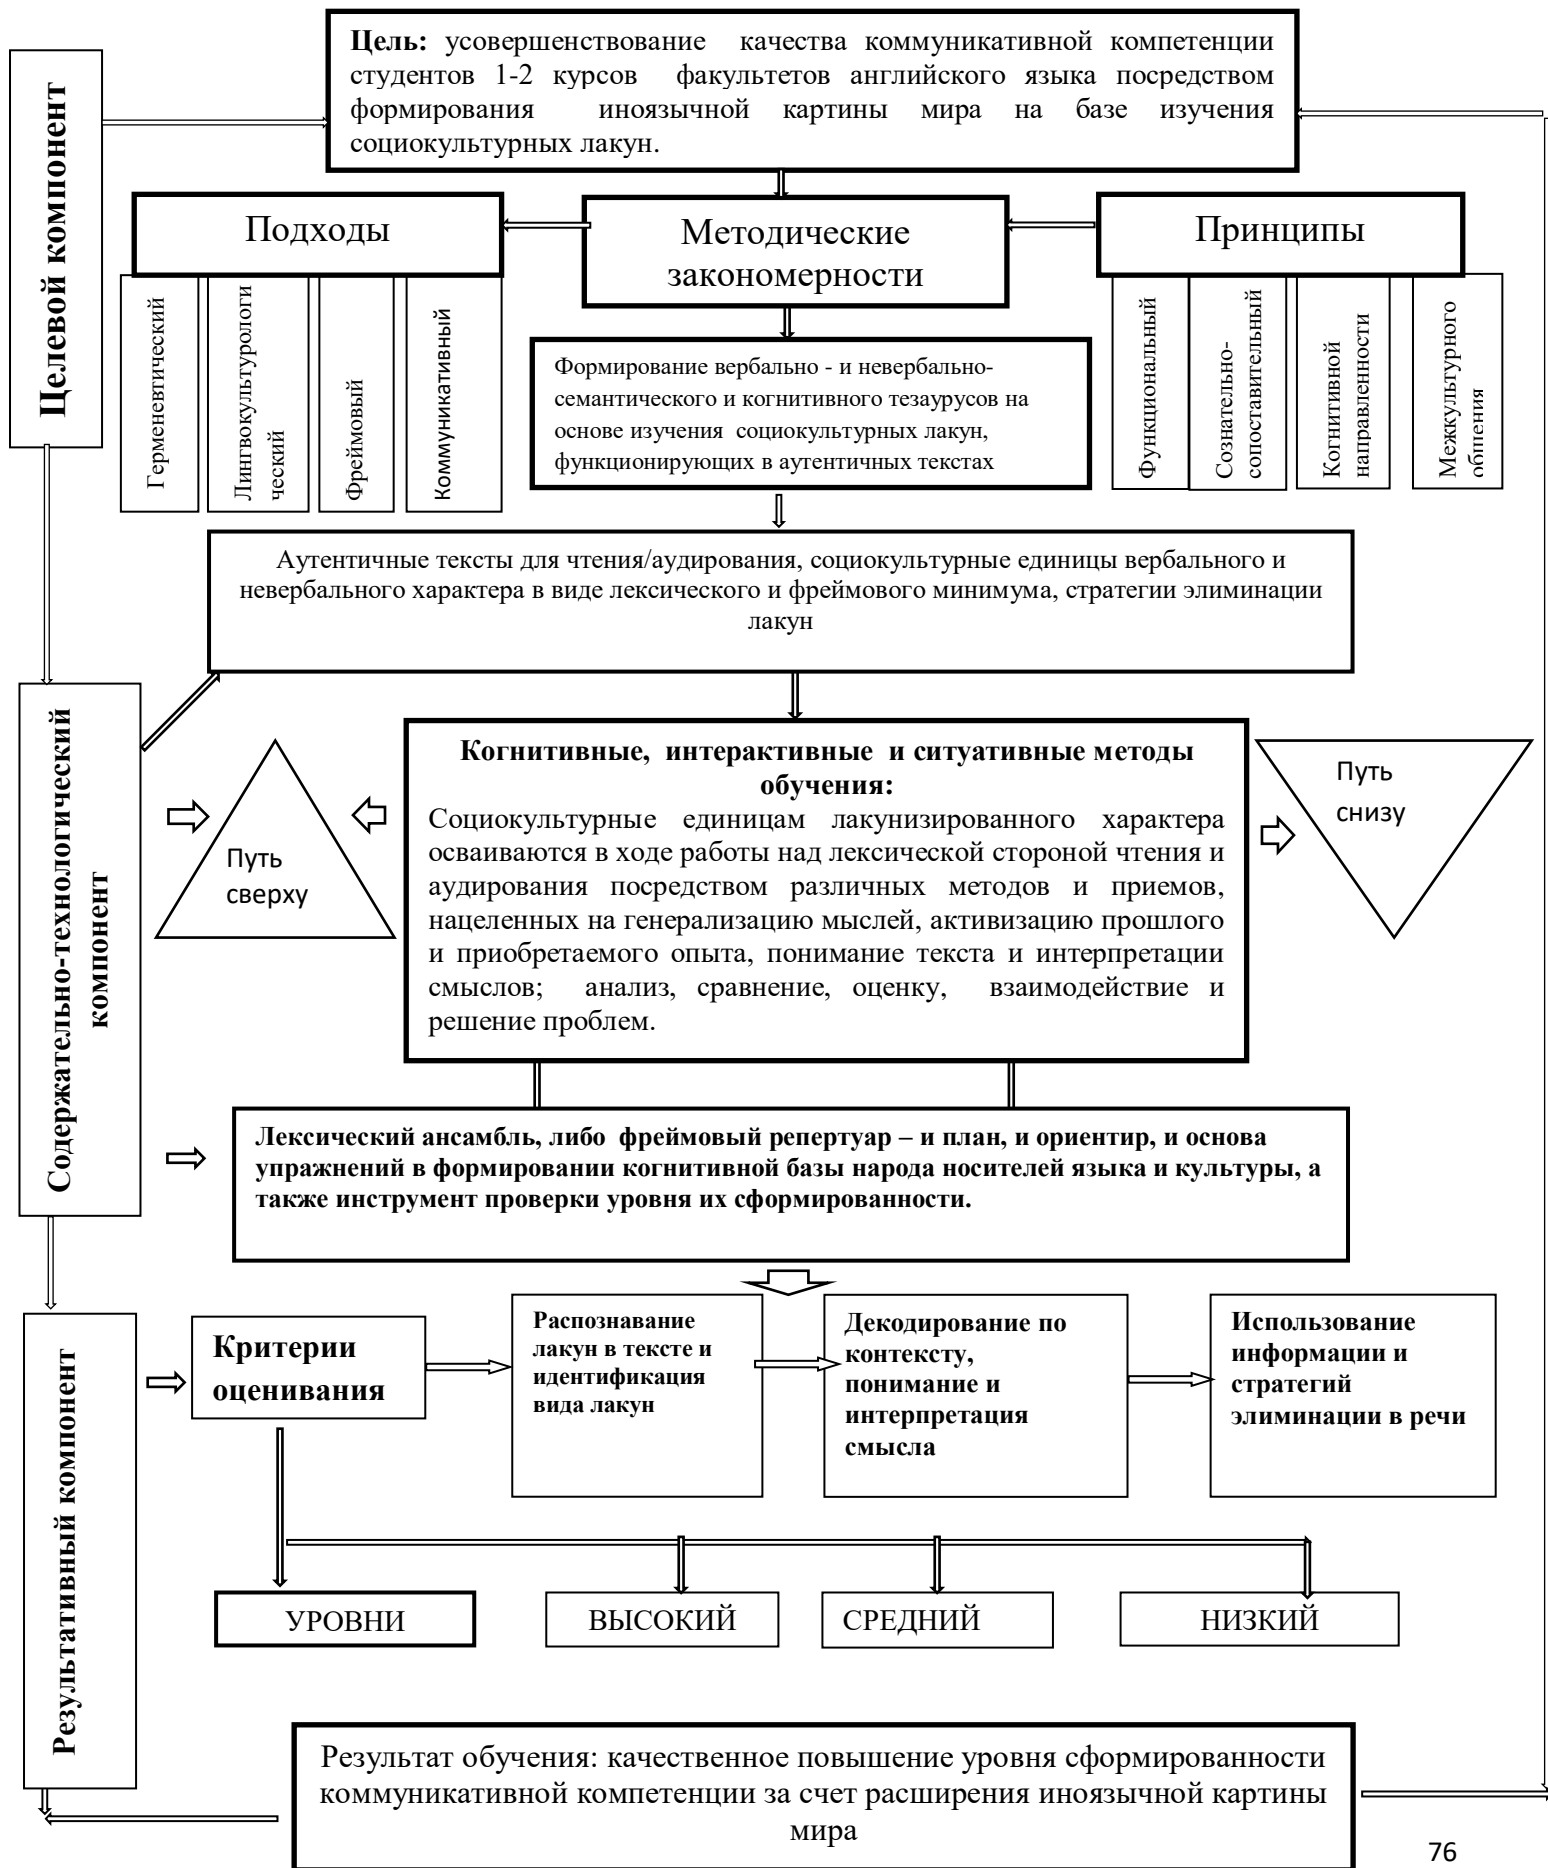 Цель: усовершенствование качества коммуникативной компетенции
студентов 1-2 курсов факультетов английского языка посредством
формирования иноязычной картины мира на базе изучения
социокультурных лакун.
Целевой компонент
Подходы
Методические
закономерности
Принципы
Герменевтический
Лингвокультурологи
ческий
Фреймовый
Коммуникативный
Формирование вербально - и невербально-
семантического и когнитивного тезаурусов на
основе изучения социокультурных лакун,
функционирующих в аутентичных текстах
Функциональный
Сознательно-
сопоставительный
Когнитивной
направленности
Межкультурного
общения
Аутентичные тексты для чтения/аудирования, социокультурные единицы вербального и
невербального характера в виде лексического и фреймового минимума, стратегии элиминации
лакун
Содержательно-технологический
компонент
Путь
сверху
Когнитивные, интерактивные и ситуативные методы
обучения:
Социокультурные единицам лакунизированного характера
осваиваются в ходе работы над лексической стороной чтения и
аудирования посредством различных методов и приемов,
нацеленных на генерализацию мыслей, активизацию прошлого
и приобретаемого опыта, понимание текста и интерпретации
смыслов; анализ, сравнение, оценку, взаимодействие и
решение проблем.
Путь
снизу
Лексический ансамбль, либо фреймовый репертуар – и план, и ориентир, и основа
упражнений в формировании когнитивной базы народа носителей языка и культуры, а
также инструмент проверки уровня их сформированности.
Результативный компонент
Критерии
оценивания
Распознавание
лакун в тексте и
идентификация
вида лакун
Декодирование по
контексту,
понимание и
интерпретация
смысла
Использование
информации и
стратегий
элиминации в речи
УРОВНИ
ВЫСОКИЙ
СРЕДНИЙ
НИЗКИЙ
Результат обучения: качественное повышение уровня сформированности
коммуникативной компетенции за счет расширения иноязычной картины
мира
76